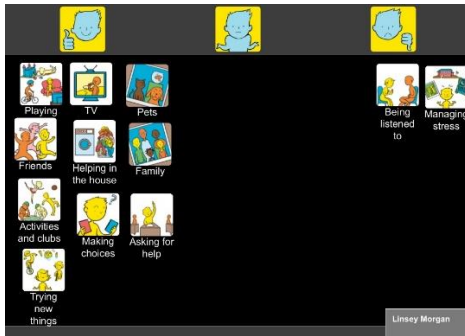 Playing
TV
Pets
Being
listened
to
Managing
stress
Friends
Helping in
the house
Family
Activities
and clubs
Making
choices
Asking for
help
Trying
new
things
Linsey Morgan